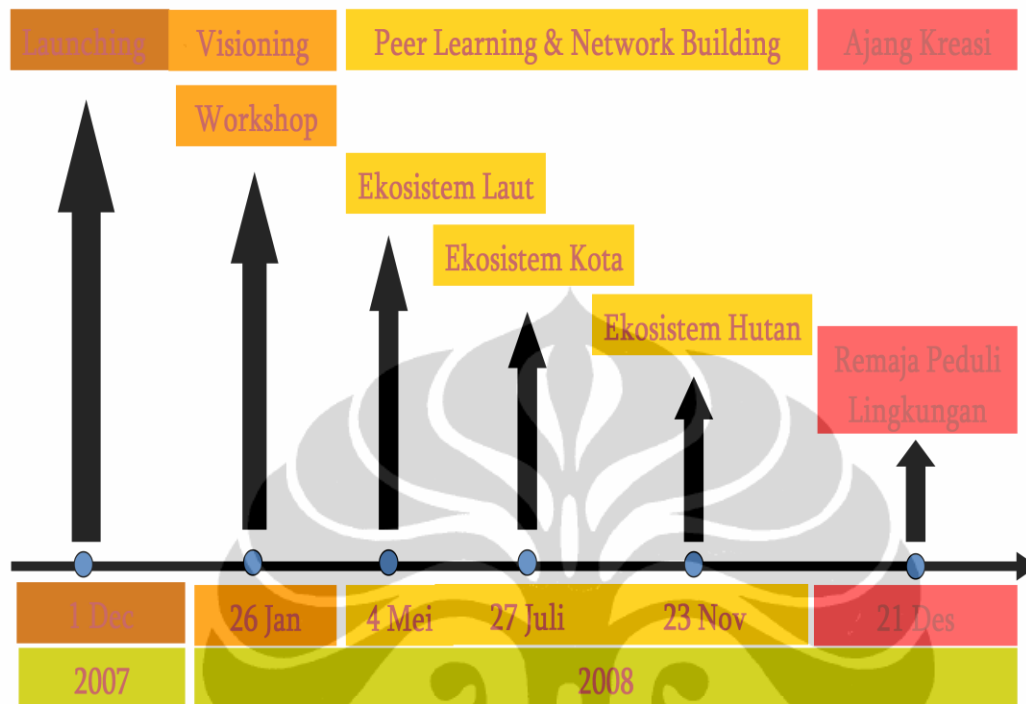 Launching
Visioning
Peer Learning & Network Building
Ajang Kreasi
Workshop
Ekosistem Laut
Ekosistem Kota
Ekosistem Hutan
Remaja Peduli
Lingkungan
1 Dec
26 Jan
4 Mei
27 Juli
23 Nov
21 Des
2007
2008